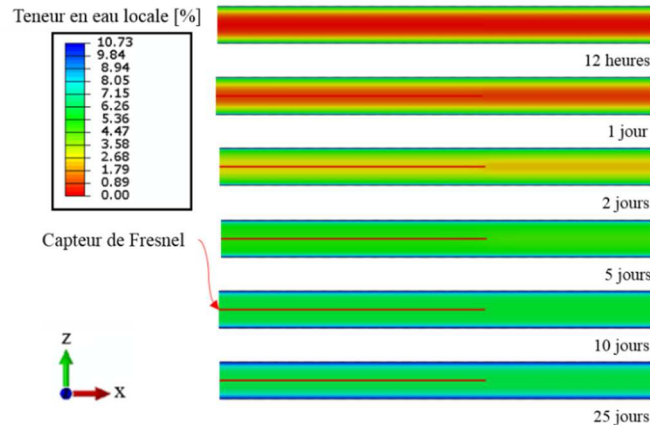 Teneur en eau locale [%]
10.73
9.84
8.94
8.05
7.15
6.26
5.36
4.47
3.58
2.68
1.79
0.89
0.00
12 heures
1 jour
2 jours
Capteur de Fresnel
5 jours
10 jours
25 jours
Z
X